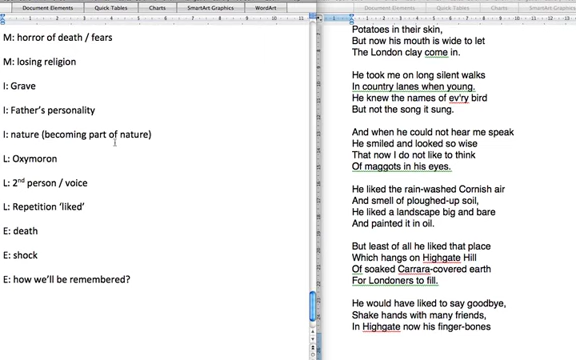 Document Elements Quick Tables Charts SmartArt Graphics WordArt
M: horror of death / fears
M: losing religion
I: Grave
I: Father's personality
I: nature (becoming part of nature)
L: Oxymoron
L: 2nd person / voice
L: Repetition 'liked'
E: death
E: shock
E: how we'll be remembered?
Document Elements Quick Tables Charts SmartArt Graphics
Potatoes in their skin,
But now his mouth is wide to let
The London clay come in.
He took me on long silent walks
In country lanes when young.
He knew the names of ev'ry bird
But not the song it sung.
And when he could not hear me speak
He smiled and looked so wise
That now I do not like to think
Of maggots in his eyes.
He liked the rain-washed Cornish air
And smell of ploughed-up soil,
He liked a landscape big and bare
And painted it in oil.
But least of all he liked that place
Which hangs on Highgate Hill
Of soaked Carrara-covered earth
For Londoners to fill.
He would have liked to say goodbye,
Shake hands with many friends,
In Highgate now his finger-bones